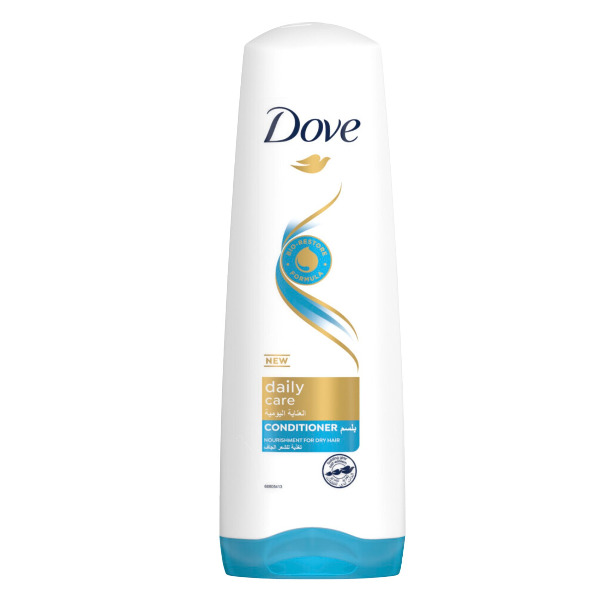 Dove
BIO-RESTORE
FORMULA
NEW
daily
care
العناية اليومية
CONDITIONER بلسم
NOURISHMENT FOR DRY HAIR
تغذية للشعر الجاف